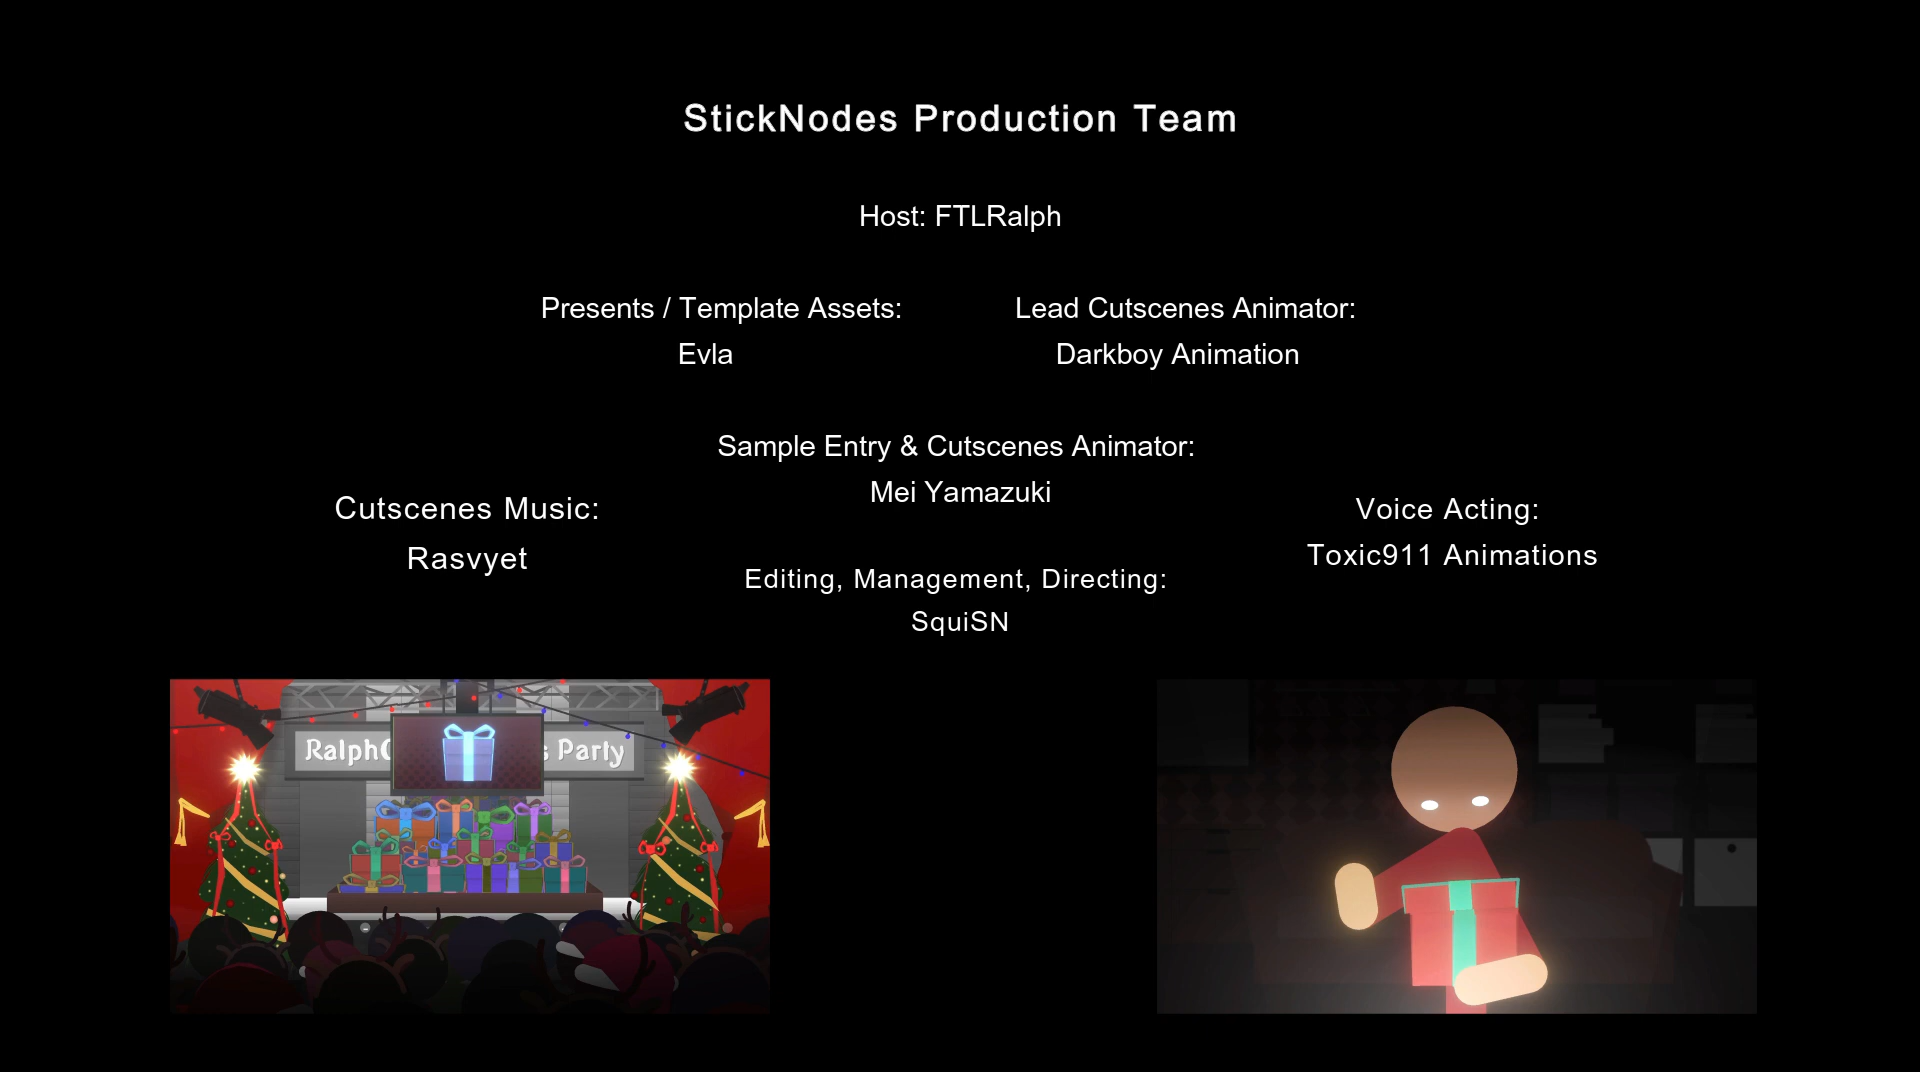 StickNodes Production Team
Host: FTLRalph
Presents / Template Assets:
Evla
Lead Cutscenes Animator:
Darkboy Animation
Sample Entry & Cutscenes Animator:
Mei Yamazuki
Cutscenes Music:
Rasvyet
Voice Acting:
Toxic911 Animations
Editing, Management, Directing:
SquiSN
Party